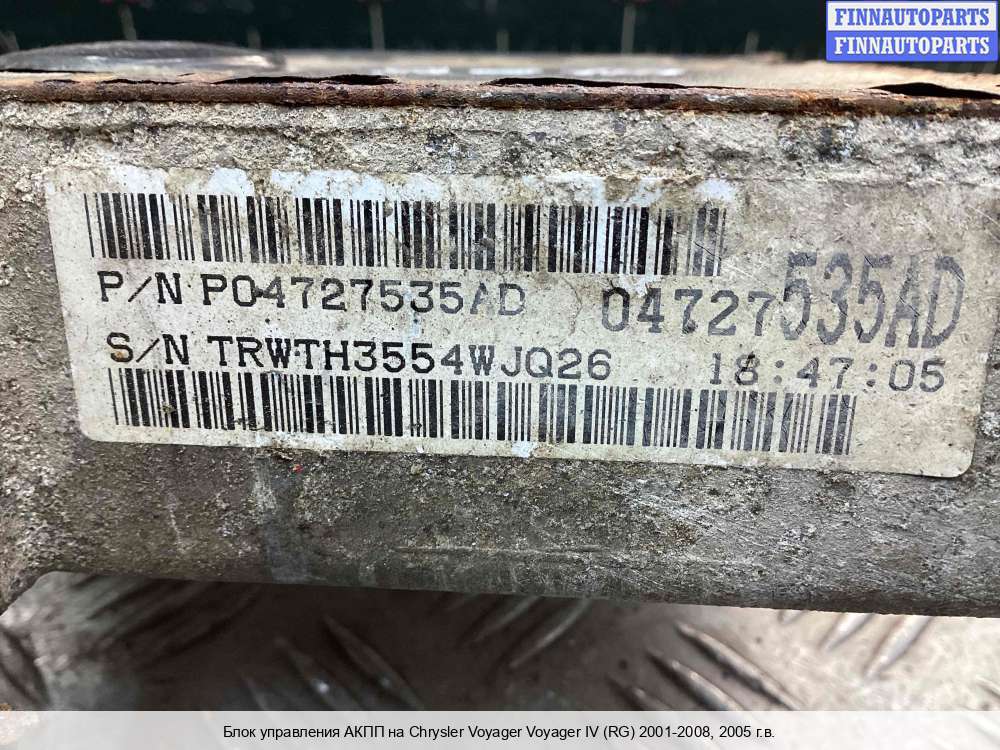 FINNAUTOPARTS
FINNAUTOPARTS
P/N P04727535AD 04727535AD
S/N TRWTH3554WJQ26 18:47:05
Блок управления АКПП на Chrysler Voyager Voyager IV (RG) 2001-2008, 2005 г.в.